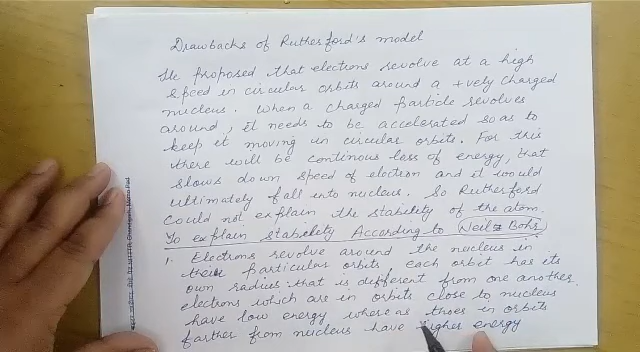 Drawbacks of Rutherford's model
He proposed that electrons revolve at a high
speed in circular orbits around a +vely charged
nucleus. When a charged particle revolves
around, it needs to be accelerated so as to
keep it moving in circular orbits. For this
there will be continous loss of energy, that
slows down speed of electron and it would
ultimately fall into nucleus. So Rutherford
could not explain the stability of the atom.
To explain stability According to Neils Bohr
1. Electrons revolve around the nucleus in
particular orbits each orbit has its
own radius that is different from one another.
electrons which are in orbits close to nucleus
have low energy where as thoes in orbits
farther from nucleus have higher energy